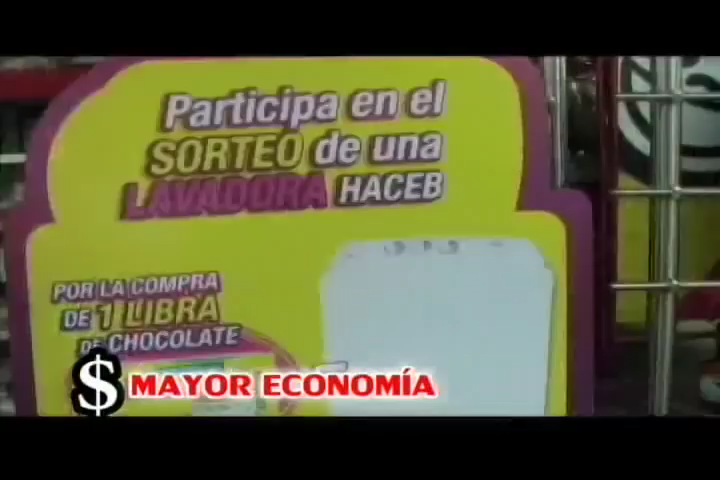 Participa en el
SORTEO de una
LAVADORA HACEB
POR LA COMPRA
DE 1 LIBRA
DE CHOCOLATE
$ MAYOR ECONOMÍA